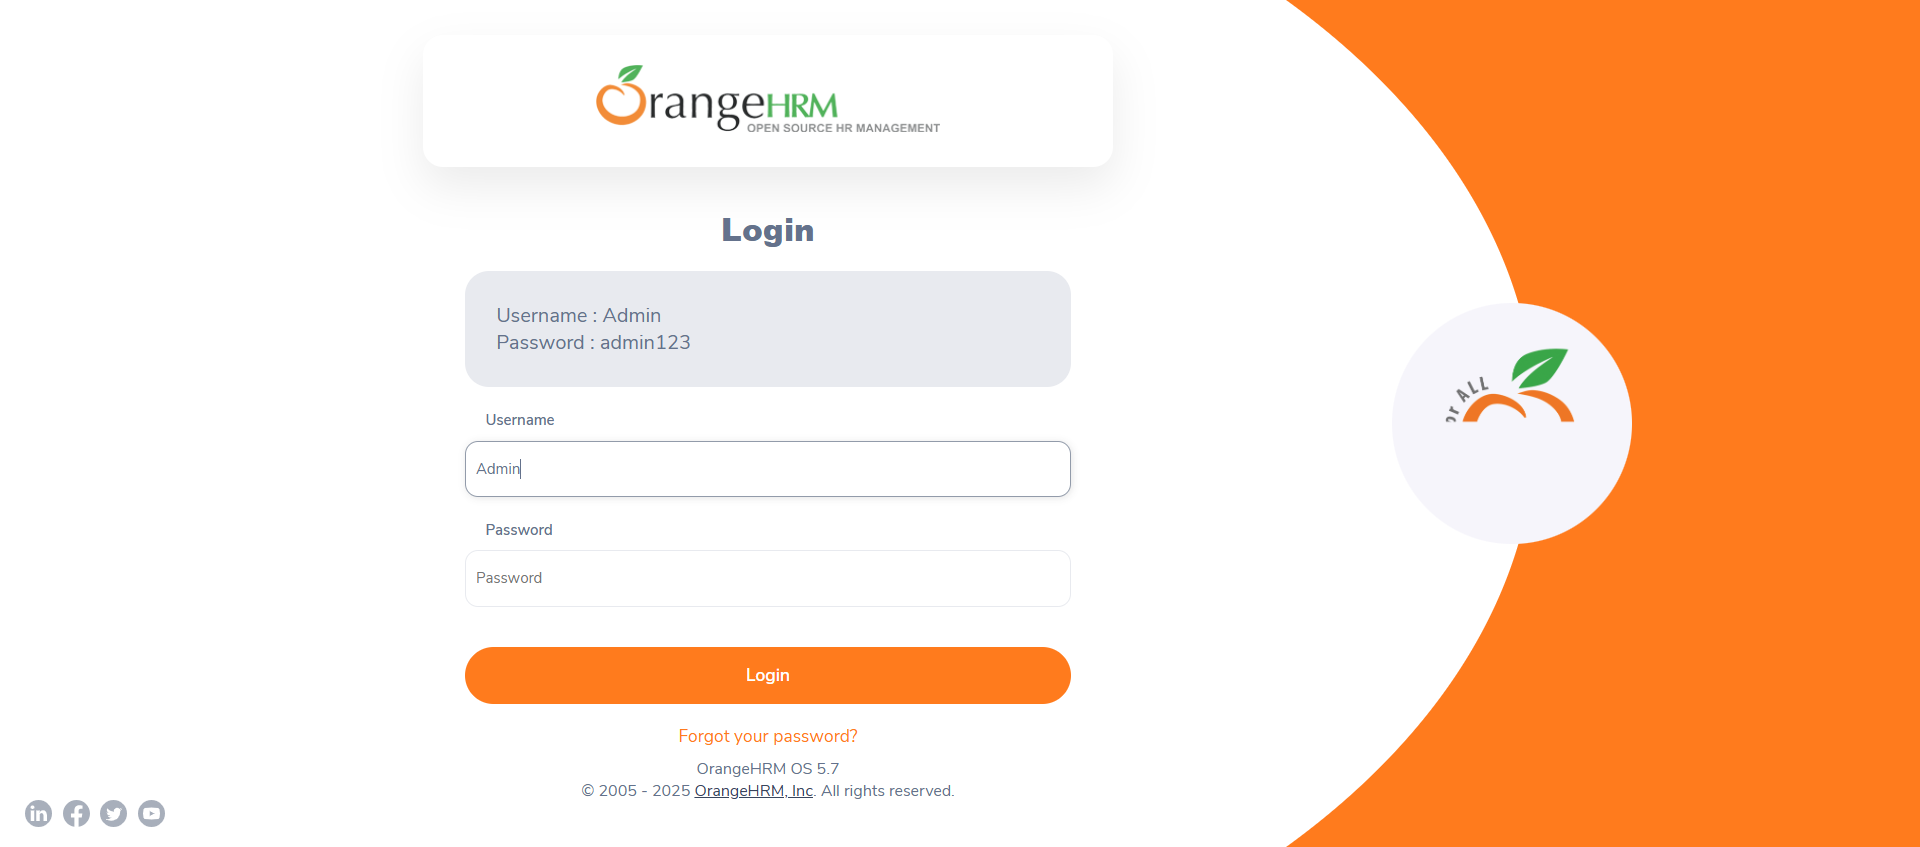 OrangeHRM
OPEN SOURCE HR MANAGEMENT
Login
Username : Admin
Password : admin123
Username
Admin
Password
Password
Login
Forgot your password?
OrangeHRM OS 5.7
© 2005 - 2025 OrangeHRM, Inc. All rights reserved.
or ALL